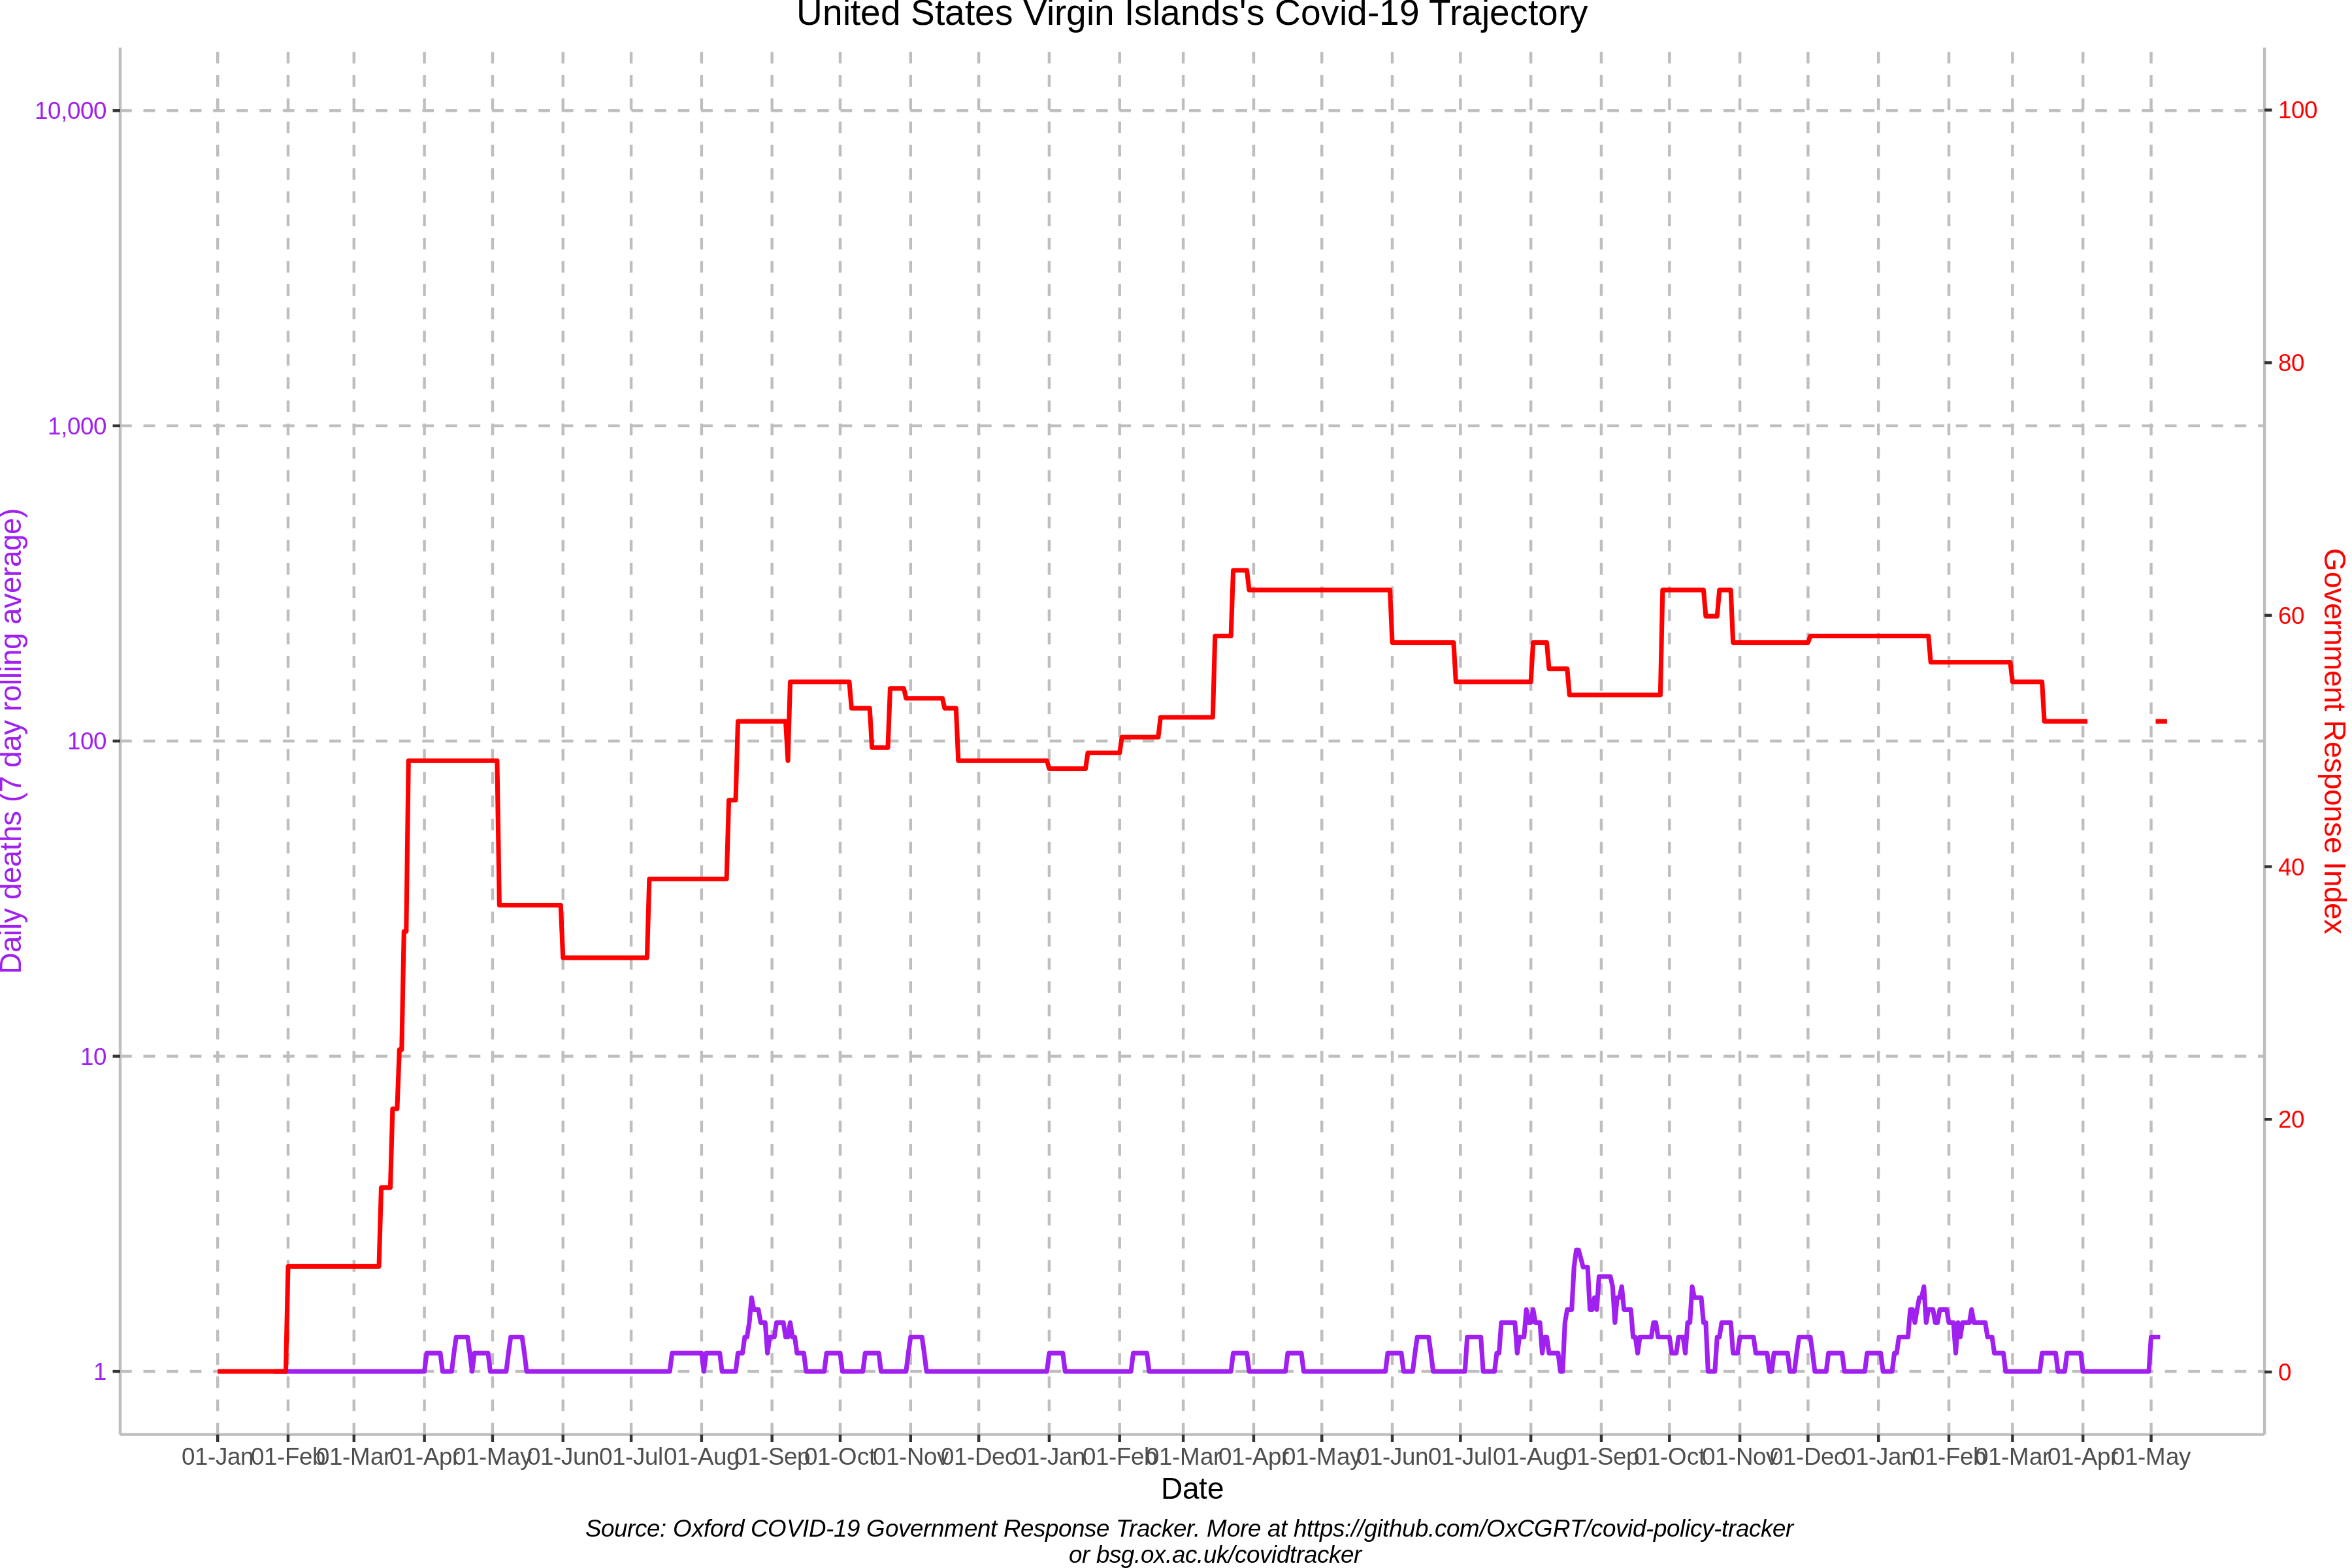 United States Virgin Islands's Covid-19 Trajectory
10,000
1,000
100
10
1
Daily deaths (7 day rolling average)
100
80
60
40
20
0
Government Response Index
01-Jan 01-Feb 01-Mar 01-Apr 01-May 01-Jun 01-Jul 01-Aug 01-Sep 01-Oct 01-Nov 01-Dec 01-Jan 01-Feb 01-Mar 01-Apr 01-May 01-Jun 01-Jul 01-Aug 01-Sep 01-Oct 01-Nov 01-Dec 01-Jan 01-Feb 01-Mar 01-Apr 01-May
Date
Source: Oxford COVID-19 Government Response Tracker. More at https://github.com/OxCGRT/covid-policy-tracker
or bsg.ox.ac.uk/covidtracker